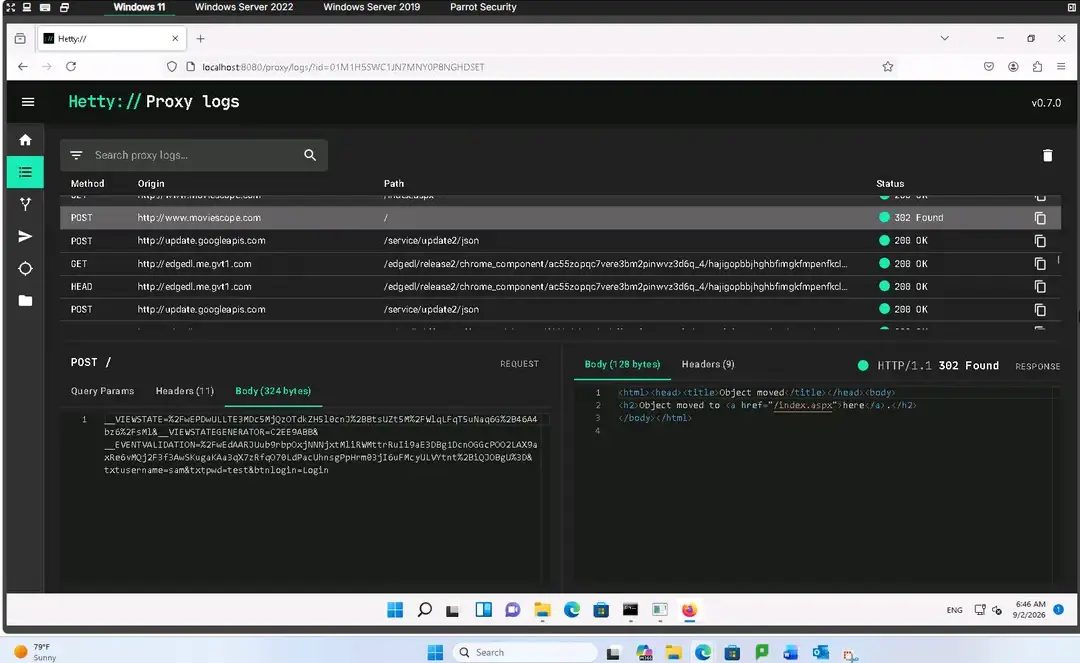 Windows 11 Windows Server 2022 Windows Server 2019 Parrot Security
Hetty://
localhost:8080/proxy/logs/?id=01M1H5SWC1JN7MNY0P8NGHDSET
Hetty:// Proxy logs
v0.7.0
Search proxy logs…
Method Origin Path Status
POST http://www.moviescope.com / 302 Found
POST http://update.googleapis.com /service/update2/json 200 OK
GET http://edgedl.me.gvt1.com /edgedl/release2/chrome_component/ac55zopqc7vere3bm2pinwvz3d6q_4/hajigopbbjhghbfimgkfmpenfkcl… 200 OK
HEAD http://edgedl.me.gvt1.com /edgedl/release2/chrome_component/ac55zopqc7vere3bm2pinwvz3d6q_4/hajigopbbjhghbfimgkfmpenfkcl… 200 OK
POST http://update.googleapis.com /service/update2/json 200 OK
POST / REQUEST
Query Params Headers (11) Body (324 bytes)
1 __VIEWSTATE=
&__VIEWSTATEGENERATOR=C2EE9ABB&
__EVENTVALIDATION=
txtusername=sam&txtpwd=test&btnlogin=Login
Body (128 bytes) Headers (9) HTTP/1.1 302 Found RESPONSE
1 <html><head><title>Object moved</title></head><body>
2 <h2>Object moved to <a href="/index.aspx">here</a>.</h2>
3 </body></html>
4
ENG 6:46 AM
9/2/2026
1
79°F
Sunny
Search